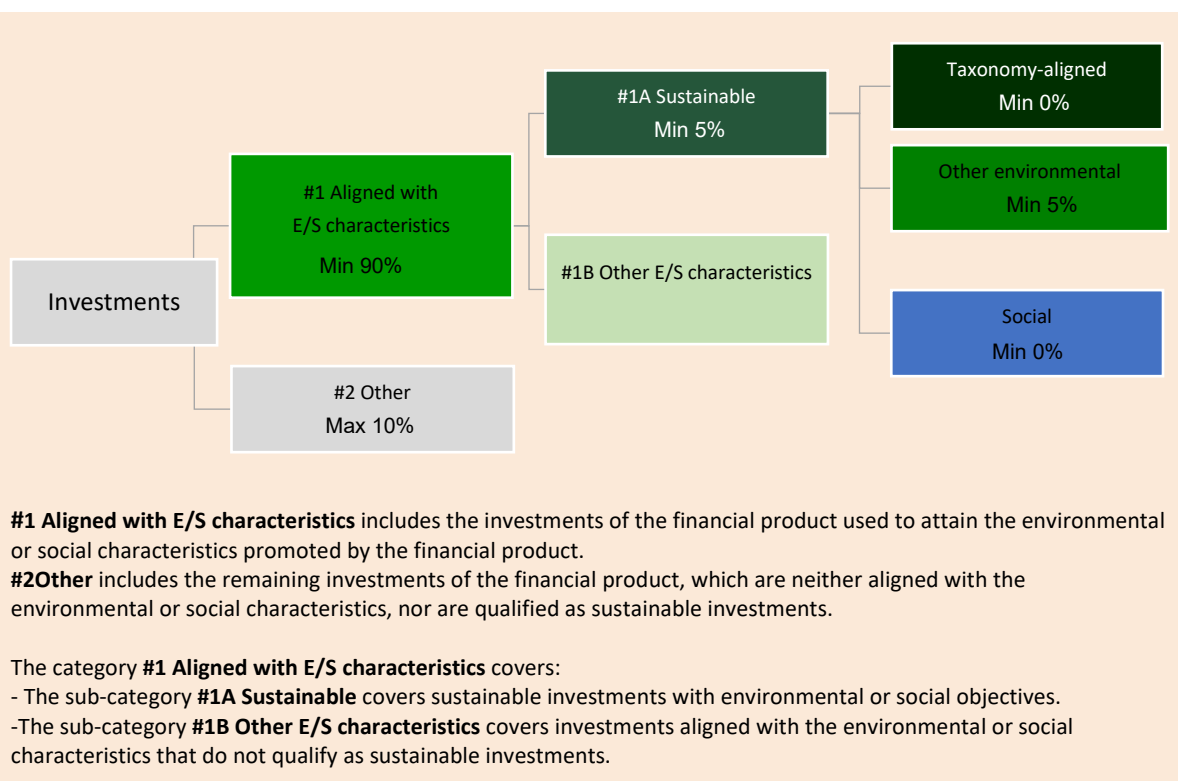 Investments
#1 Aligned with
E/S characteristics
Min 90%
#2 Other
Max 10%
#1A Sustainable
Min 5%
#1B Other E/S characteristics
Taxonomy-aligned
Min 0%
Other environmental
Min 5%
Social
Min 0%
#1 Aligned with E/S characteristics includes the investments of the financial product used to attain the environmental
or social characteristics promoted by the financial product.
#2Other includes the remaining investments of the financial product, which are neither aligned with the
environmental or social characteristics, nor are qualified as sustainable investments.
The category #1 Aligned with E/S characteristics covers:
- The sub-category #1A Sustainable covers sustainable investments with environmental or social objectives.
-The sub-category #1B Other E/S characteristics covers investments aligned with the environmental or social
characteristics that do not qualify as sustainable investments.